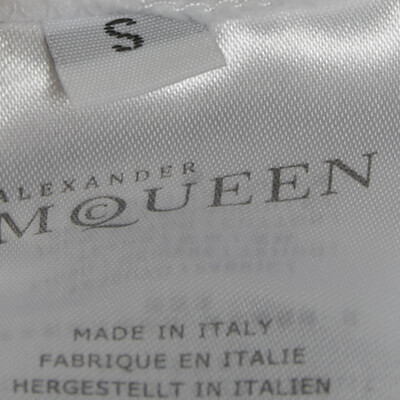 S
ALEXANDER
McQUEEN
MADE IN ITALY
FABRIQUE EN ITALIE
HERGESTELLT IN ITALIEN